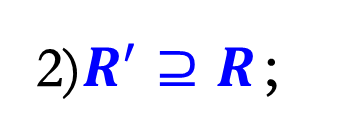 2)R′ ⊇ R;